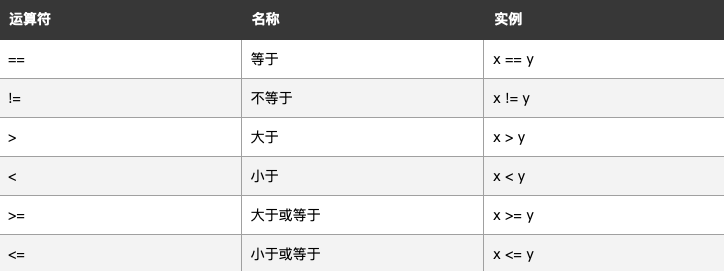 运算符 名称 实例
== 等于 x == y
!= 不等于 x != y
> 大于 x > y
< 小于 x < y
>= 大于或等于 x >= y
<= 小于或等于 x <= y